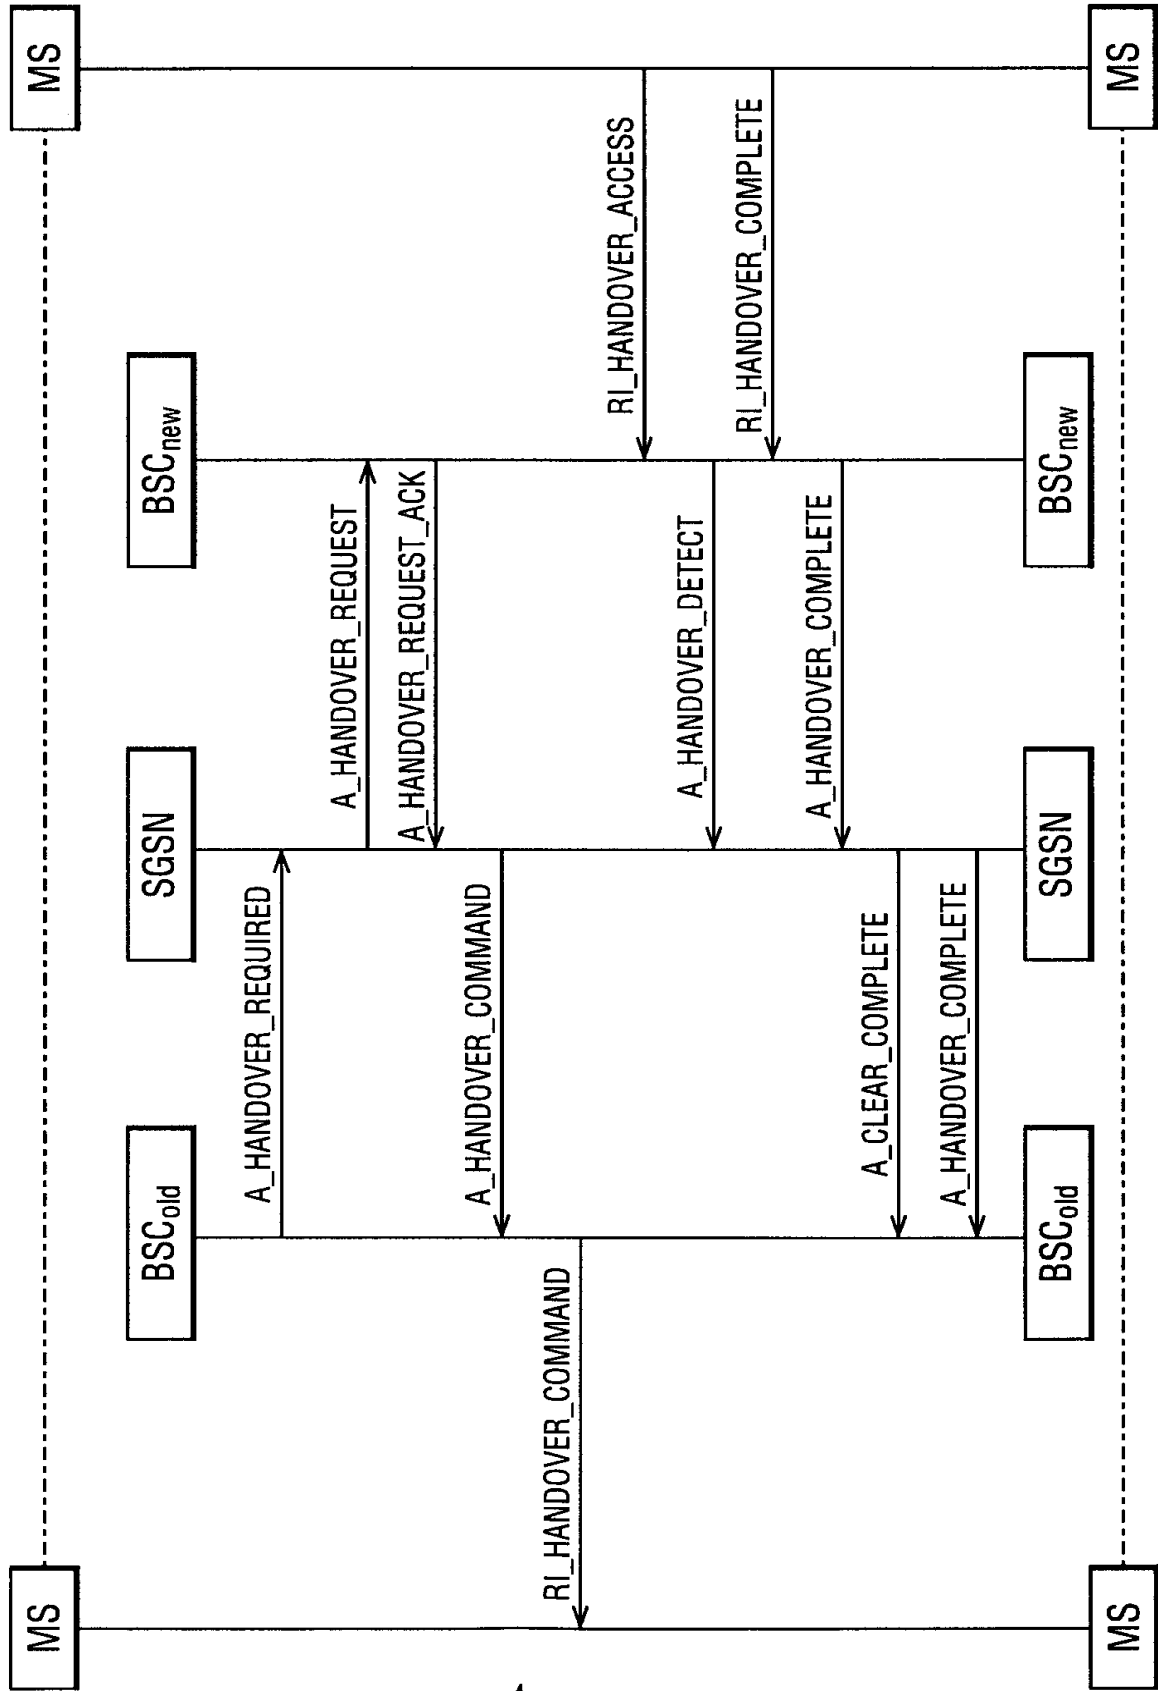 MS
BSCold
SGSN
BSCnew
MS
A_HANDOVER_REQUIRED
A_HANDOVER_REQUEST
A_HANDOVER_REQUEST_ACK
A_HANDOVER_COMMAND
RI_HANDOVER_COMMAND
RI_HANDOVER_ACCESS
A_HANDOVER_DETECT
RI_HANDOVER_COMPLETE
A_HANDOVER_COMPLETE
A_CLEAR_COMPLETE
A_HANDOVER_COMPLETE
MS
BSCold
SGSN
BSCnew
MS